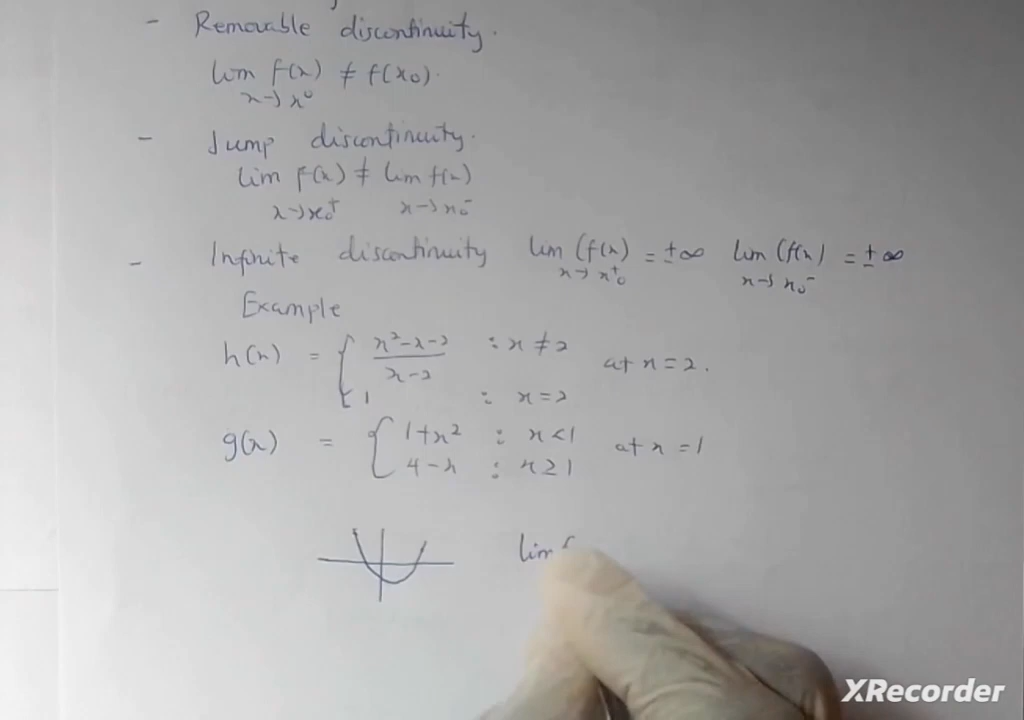 - Removable discontinuity.
lim f(x) ≠ f(x₀).
x→x⁰
- Jump discontinuity.
lim f(x) ≠ lim f(x)
x→x₀⁺ x→x₀⁻
- Infinite discontinuity lim (f(x) = ±∞ lim (f(x) = ±∞
x→x₀⁺ x→x₀⁻
Example
h(x) = { x²-x-2 / x-2 : x ≠ 2 at x = 2.
1 : x = 2
g(x) = { 1+x² : x < 1 at x = 1
4-x : x ≥ 1
lim f
XRecorder